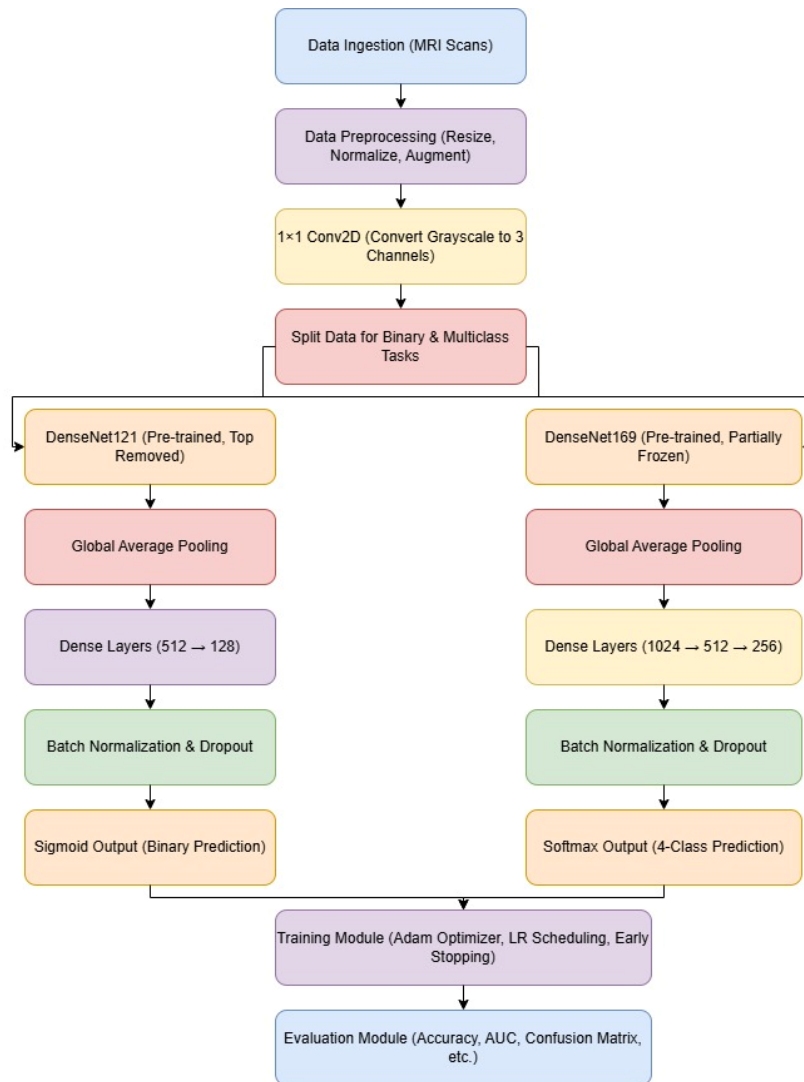 Data Ingestion (MRI Scans)
Data Preprocessing (Resize,
Normalize, Augment)
1×1 Conv2D (Convert Grayscale to 3
Channels)
Split Data for Binary & Multiclass
Tasks
DenseNet121 (Pre-trained, Top
Removed)
Global Average Pooling
Dense Layers (512 → 128)
Batch Normalization & Dropout
Sigmoid Output (Binary Prediction)
DenseNet169 (Pre-trained, Partially
Frozen)
Global Average Pooling
Dense Layers (1024 → 512 → 256)
Batch Normalization & Dropout
Softmax Output (4-Class Prediction)
Training Module (Adam Optimizer, LR Scheduling, Early
Stopping)
Evaluation Module (Accuracy, AUC, Confusion Matrix,
etc.)